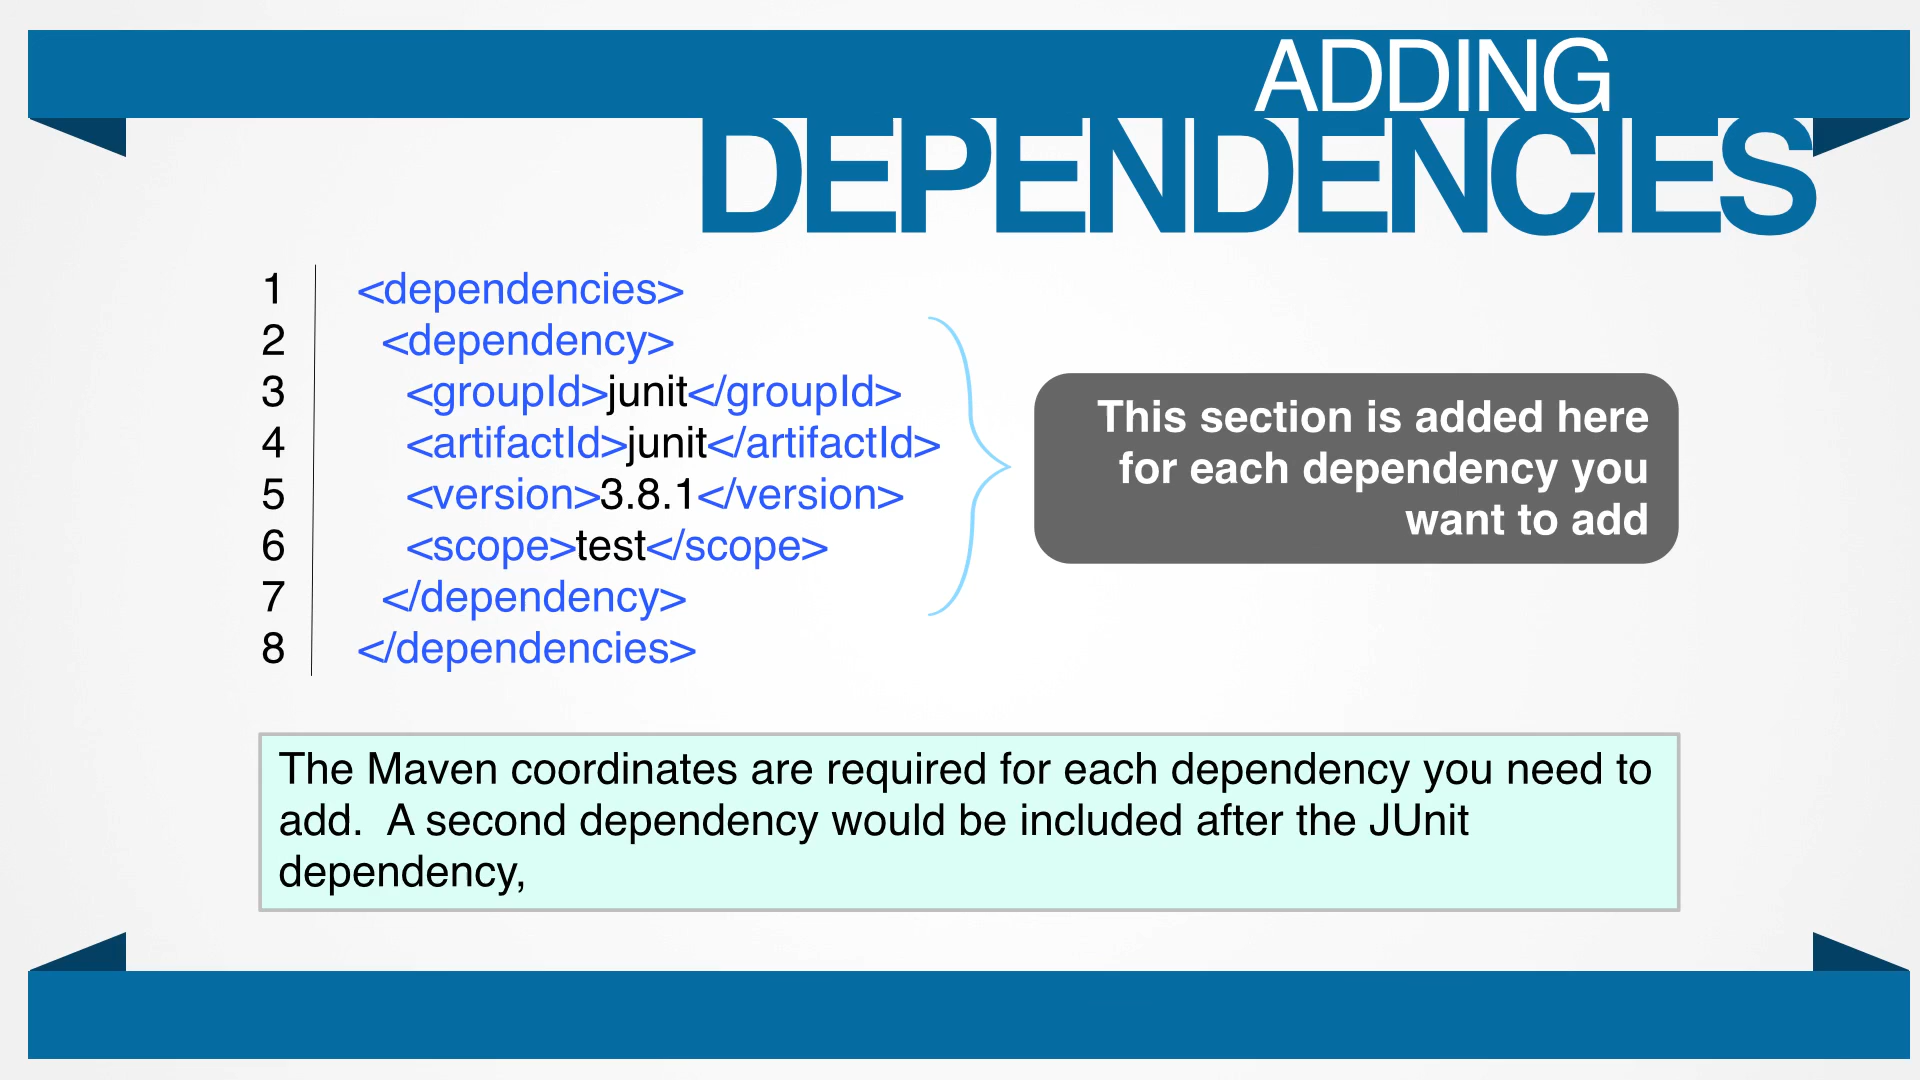 ADDING
DEPENDENCIES
1 <dependencies>
2 <dependency>
3 <groupId>junit</groupId>
4 <artifactId>junit</artifactId>
5 <version>3.8.1</version>
6 <scope>test</scope>
7 </dependency>
8 </dependencies>
This section is added here
for each dependency you
want to add
The Maven coordinates are required for each dependency you need to
add.  A second dependency would be included after the JUnit
dependency,